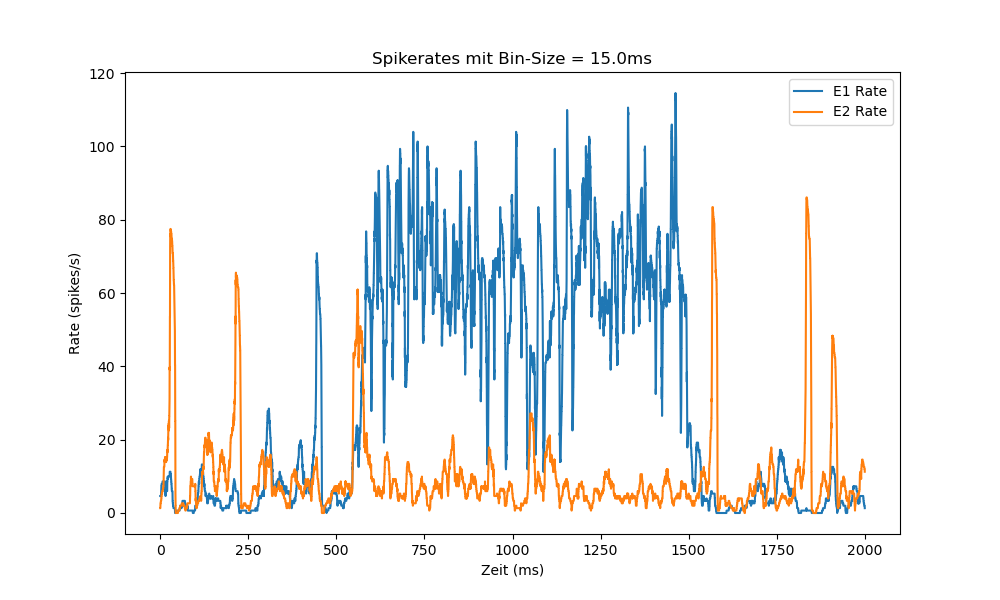 Spikerates mit Bin-Size = 15.0ms
E1 Rate
E2 Rate
Rate (spikes/s)
120
100
80
60
40
20
0
0 250 500 750 1000 1250 1500 1750 2000
Zeit (ms)